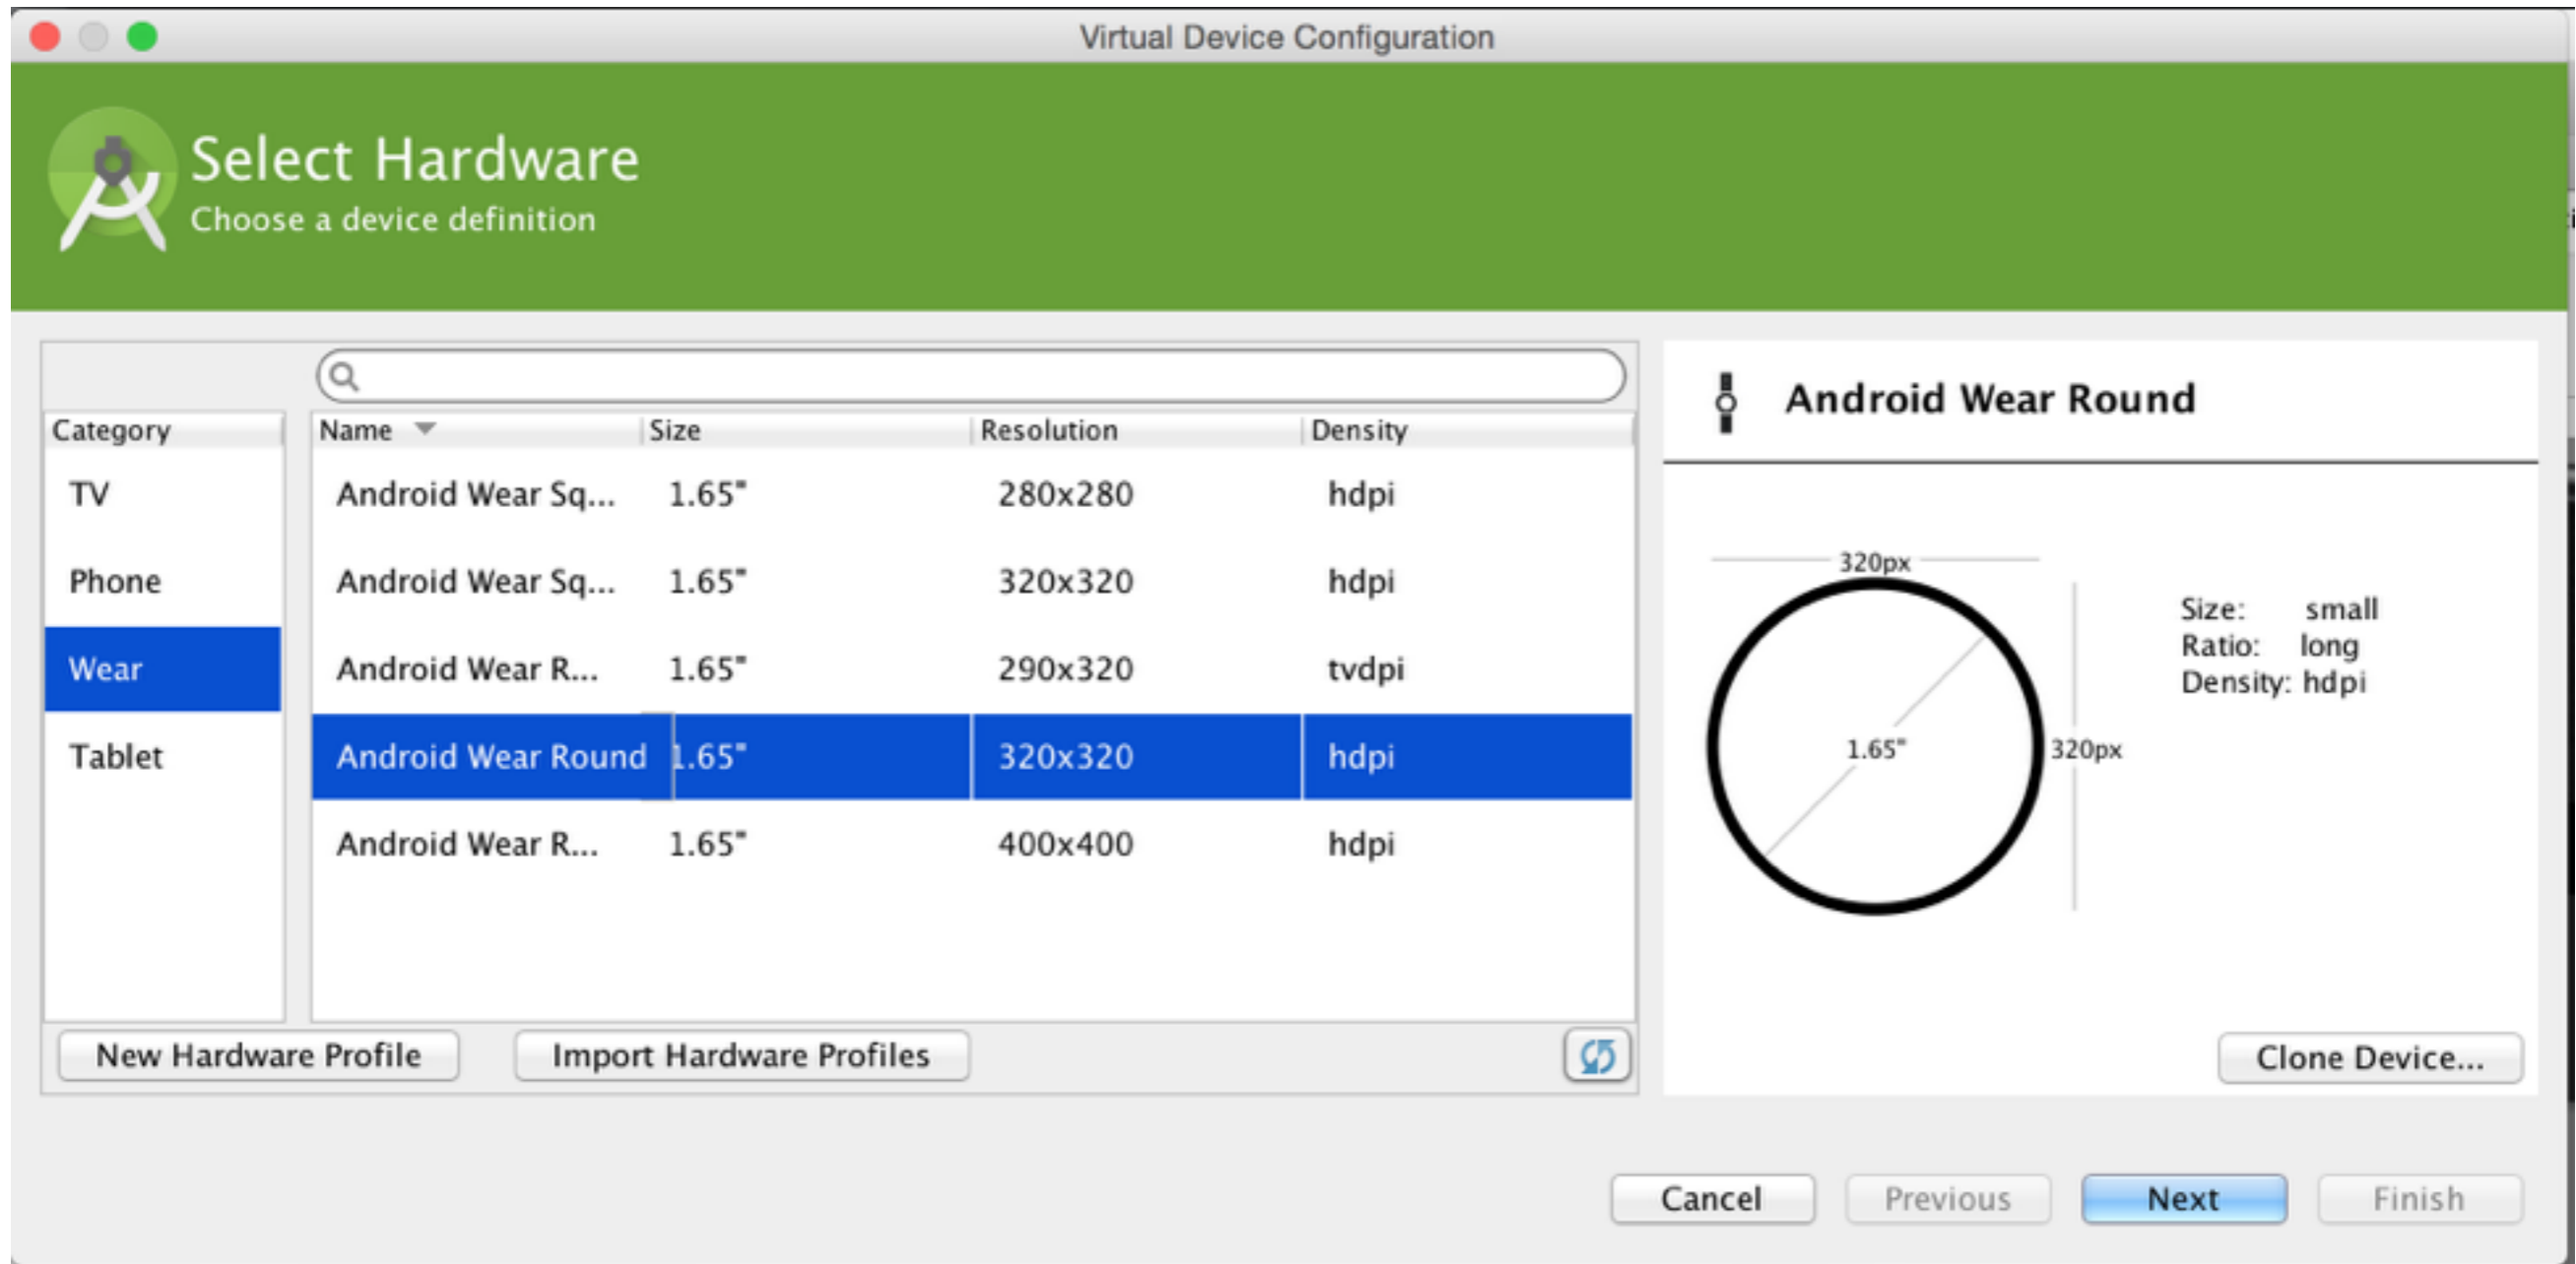 Virtual Device Configuration
Select Hardware
Choose a device definition
Category Name Size Resolution Density
TV
Phone
Wear
Tablet
Android Wear Sq... 1.65" 280x280 hdpi
Android Wear Sq... 1.65" 320x320 hdpi
Android Wear R... 1.65" 290x320 tvdpi
Android Wear Round 1.65" 320x320 hdpi
Android Wear R... 1.65" 400x400 hdpi
New Hardware Profile Import Hardware Profiles
Android Wear Round
320px
1.65"
320px
Size: small
Ratio: long
Density: hdpi
Clone Device...
Cancel Previous Next Finish